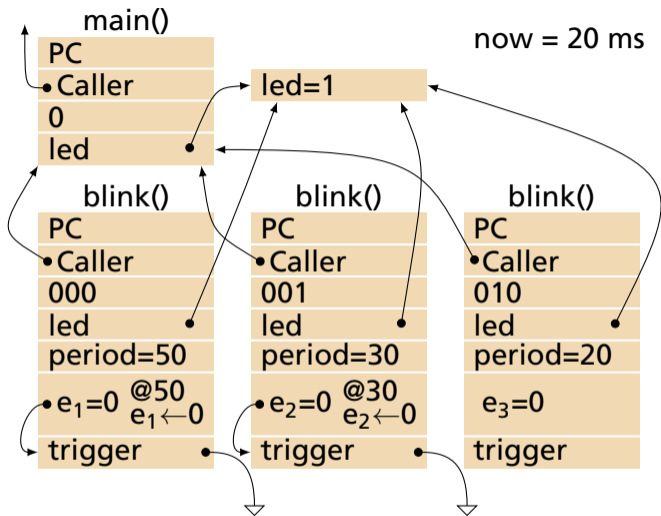 main()
now = 20 ms
PC
Caller
0
led
led=1
blink()
PC
Caller
000
led
period=50
e₁=0 @50
e₁←0
trigger
blink()
PC
Caller
001
led
period=30
e₂=0 @30
e₂←0
trigger
blink()
PC
Caller
010
led
period=20
e₃=0
trigger